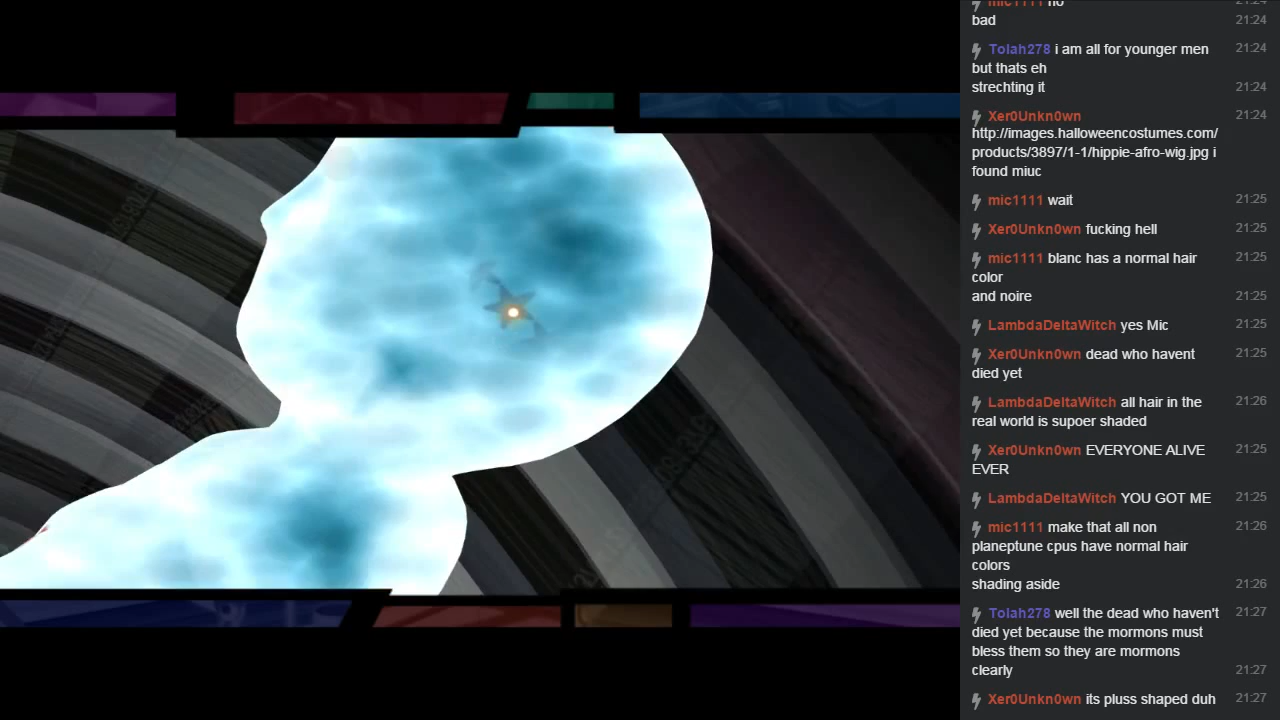 mic1111 no
bad 21:24
Tolah278 i am all for younger men 21:24
but thats eh
strechting it 21:24
Xer0Unkn0wn 21:24
http://images.halloweencostumes.com/
products/3897/1-1/hippie-afro-wig.jpg i
found miuc
mic1111 wait 21:25
Xer0Unkn0wn fucking hell 21:25
mic1111 blanc has a normal hair 21:25
color
and noire 21:25
LambdaDeltaWitch yes Mic 21:25
Xer0Unkn0wn dead who havent 21:25
died yet
LambdaDeltaWitch all hair in the 21:26
real world is supoer shaded
Xer0Unkn0wn EVERYONE ALIVE 21:25
EVER
LambdaDeltaWitch YOU GOT ME 21:25
mic1111 make that all non 21:26
planeptune cpus have normal hair
colors
shading aside 21:26
Tolah278 well the dead who haven't 21:27
died yet because the mormons must
bless them so they are mormons
clearly 21:27
Xer0Unkn0wn its pluss shaped duh 21:27